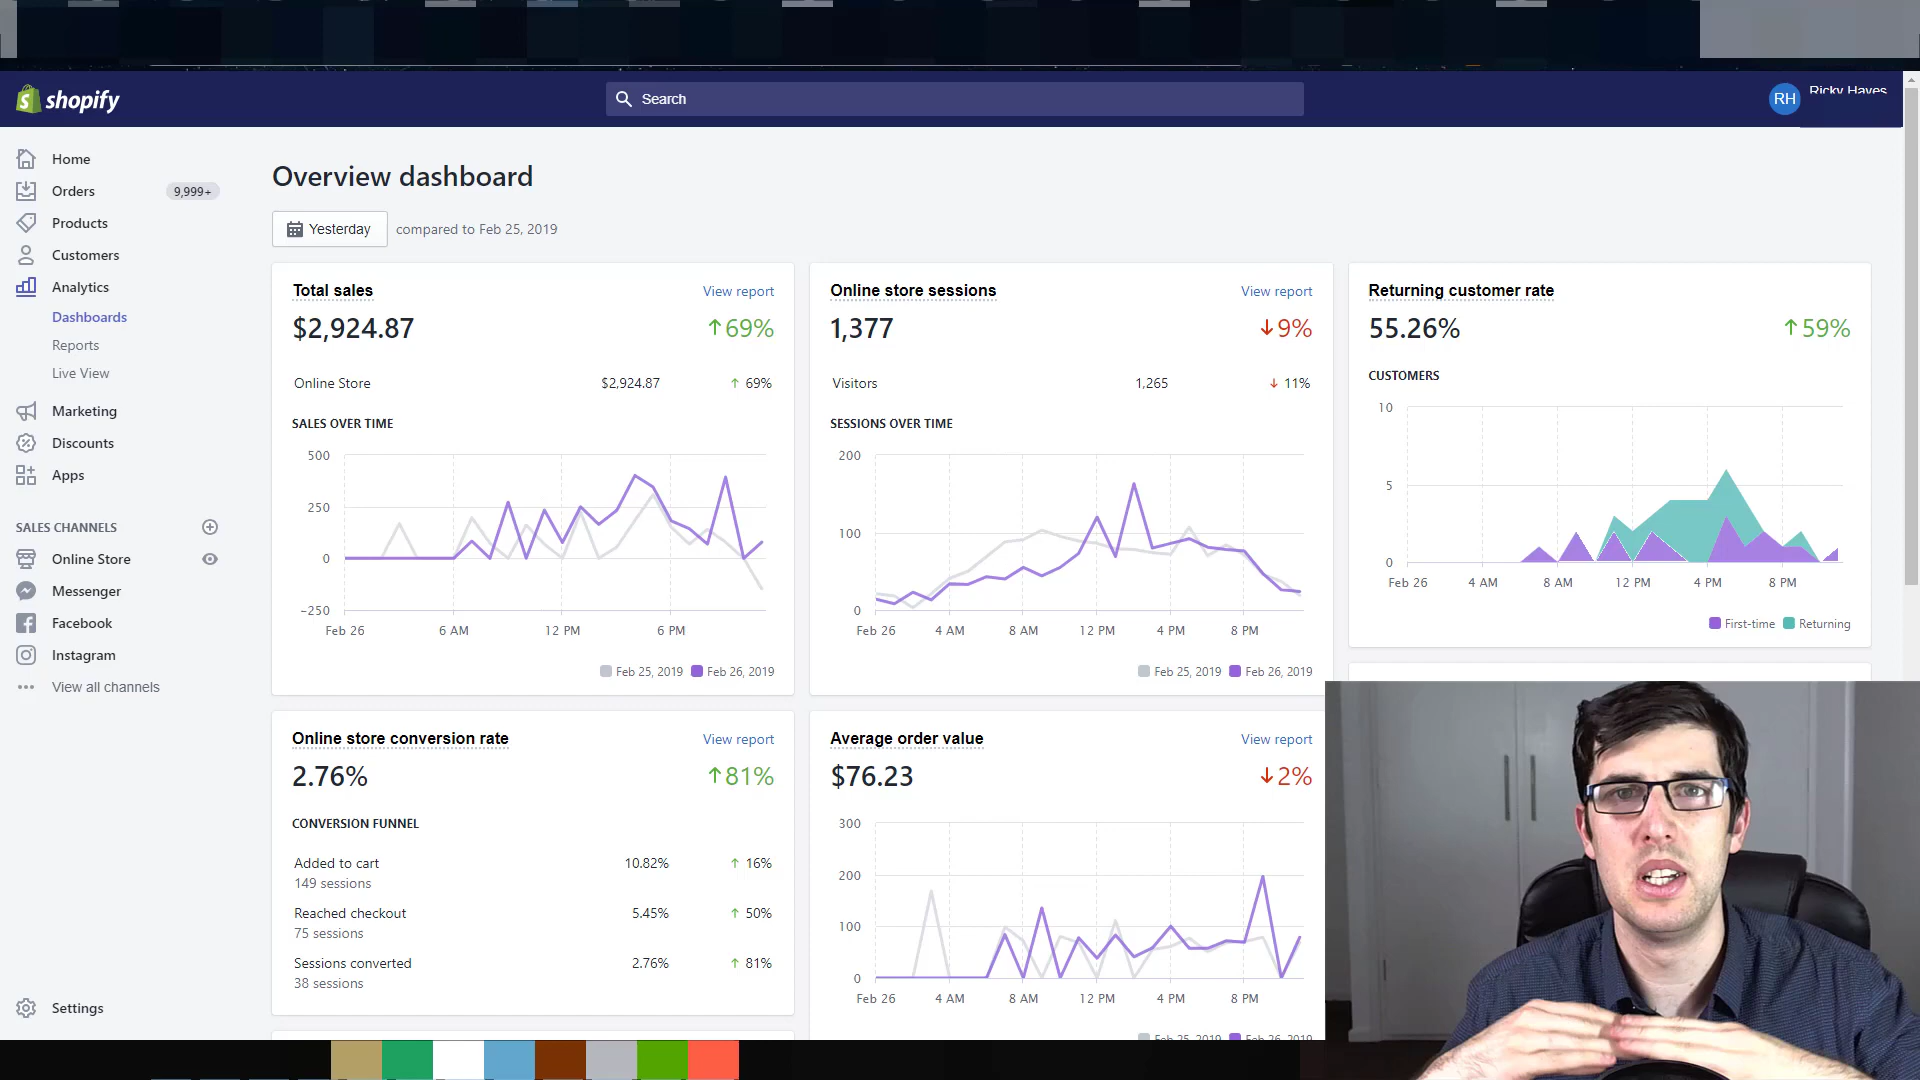 shopify
Search
RH
Ricky Hayes
Home
Orders 9,999+
Products
Customers
Analytics
Dashboards
Reports
Live View
Marketing
Discounts
Apps
SALES CHANNELS
Online Store
Messenger
Facebook
Instagram
View all channels
Settings
Overview dashboard
Yesterday compared to Feb 25, 2019
Total sales View report
$2,924.87 ↑69%
Online Store $2,924.87 ↑ 69%
SALES OVER TIME
500
250
0
-250
Feb 26 6 AM 12 PM 6 PM
Feb 25, 2019 Feb 26, 2019
Online store sessions View report
1,377 ↓9%
Visitors 1,265 ↓ 11%
SESSIONS OVER TIME
200
100
0
Feb 26 4 AM 8 AM 12 PM 4 PM 8 PM
Feb 25, 2019 Feb 26, 2019
Returning customer rate
55.26% ↑59%
CUSTOMERS
10
5
0
Feb 26 4 AM 8 AM 12 PM 4 PM 8 PM
First-time Returning
Online store conversion rate View report
2.76% ↑81%
CONVERSION FUNNEL
Added to cart 10.82% ↑ 16%
149 sessions
Reached checkout 5.45% ↑ 50%
75 sessions
Sessions converted 2.76% ↑ 81%
38 sessions
Average order value View report
$76.23 ↓2%
300
200
100
0
Feb 26 4 AM 8 AM 12 PM 4 PM 8 PM
Feb 25, 2019 Feb 26, 2019